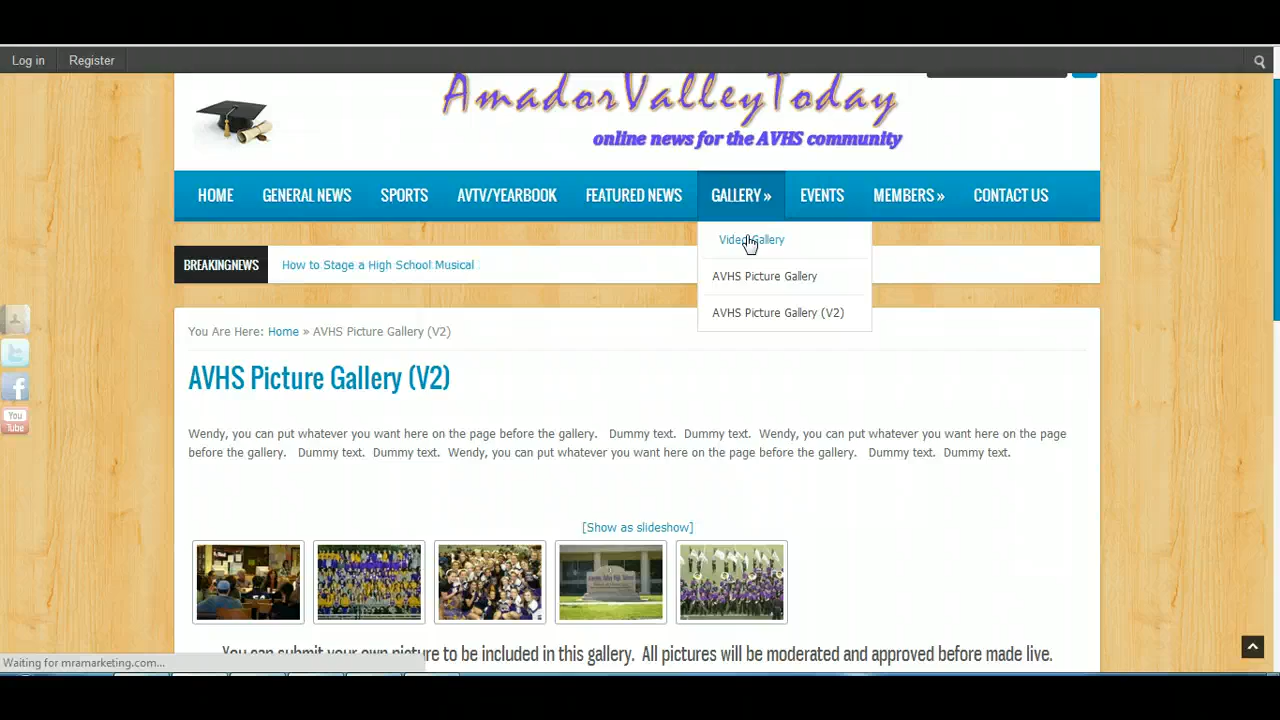 Log in Register
AmadorValleyToday
online news for the AVHS community
HOME GENERAL NEWS SPORTS AVTV/YEARBOOK FEATURED NEWS GALLERY » EVENTS MEMBERS » CONTACT US
Video Gallery
AVHS Picture Gallery
AVHS Picture Gallery (V2)
BREAKINGNEWS How to Stage a High School Musical
You Are Here: Home » AVHS Picture Gallery (V2)
AVHS Picture Gallery (V2)
Wendy, you can put whatever you want here on the page before the gallery. Dummy text. Dummy text. Wendy, you can put whatever you want here on the page
before the gallery. Dummy text. Dummy text. Wendy, you can put whatever you want here on the page before the gallery. Dummy text. Dummy text.
You
Tube
[Show as slideshow]
You can submit your own picture to be included in this gallery. All pictures will be moderated and approved before made live.
Waiting for mramarketing.com...